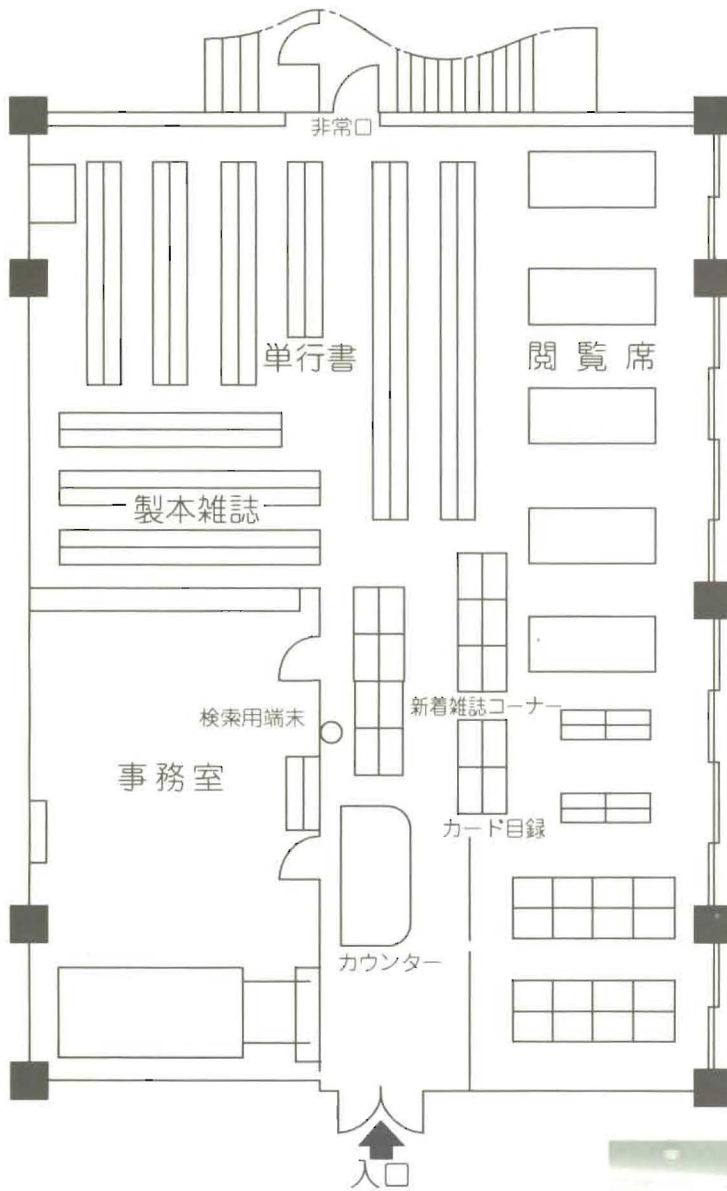 非常口
単行書
閲覧席
製本雑誌
新着雑誌コーナー
検索用端末
事務室
カード目録
カウンター
入口